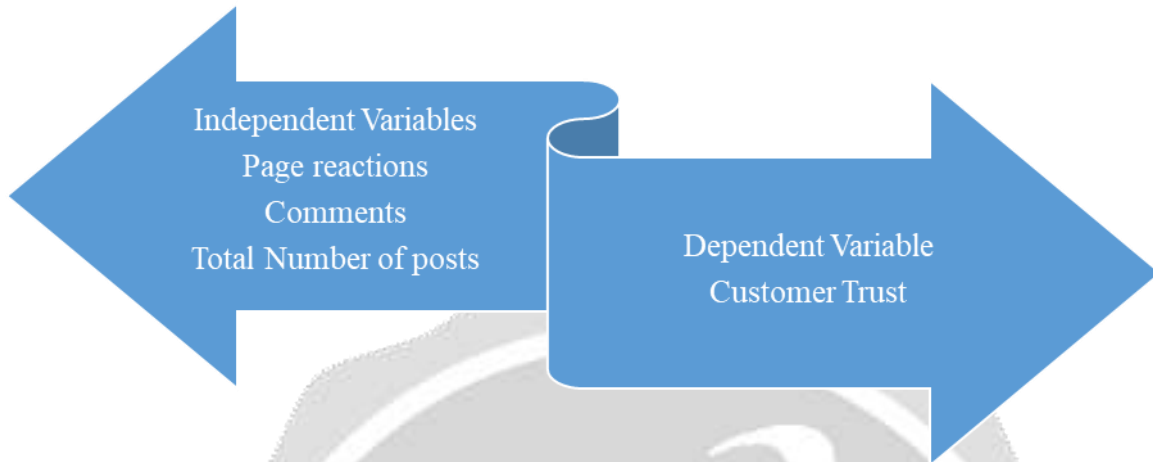 Independent Variables
Page reactions
Comments
Total Number of posts
Dependent Variable
Customer Trust